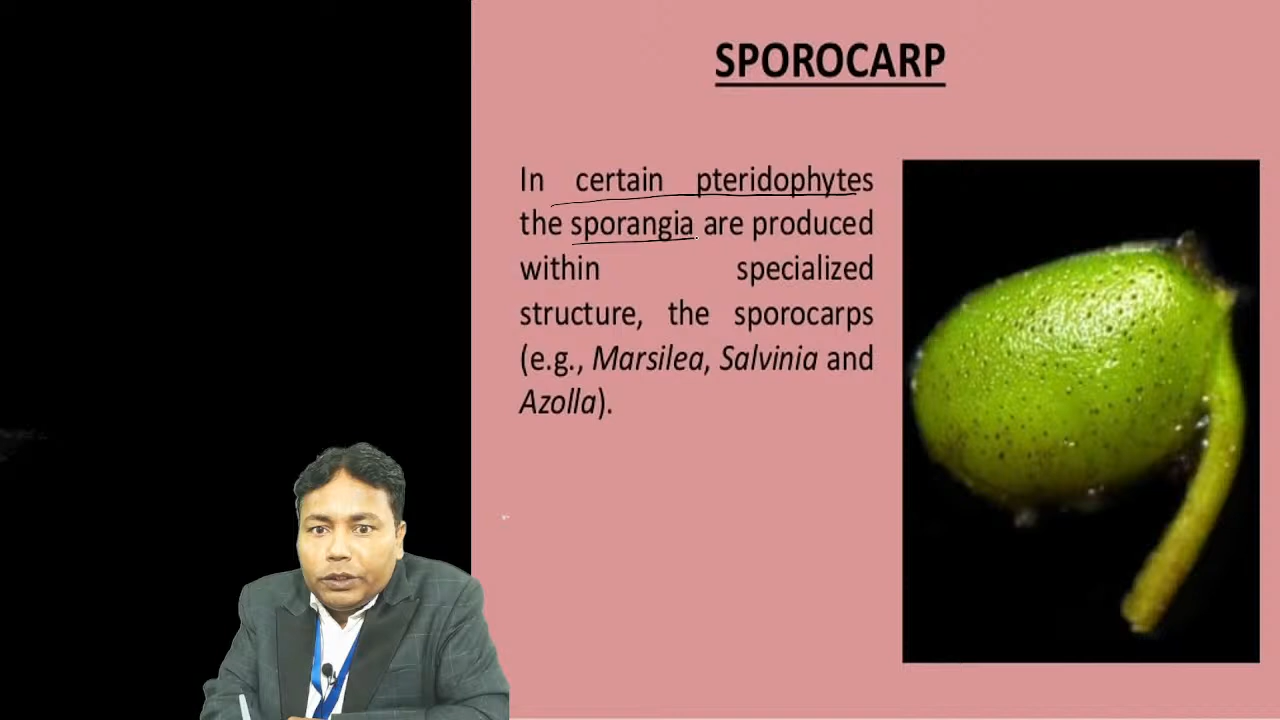 SPOROCARP
In certain pteridophytes
the sporangia are produced
within specialized
structure, the sporocarps
(e.g., Marsilea, Salvinia and
Azolla).